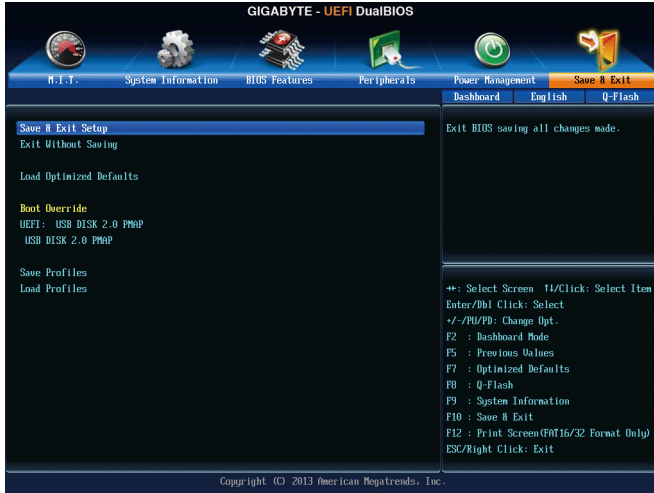 GIGABYTE - UEFI DualBIOS
M.I.T. System Information BIOS Features Peripherals Power Management Save & Exit
Dashboard English Q-Flash
Save & Exit Setup
Exit Without Saving
Load Optimized Defaults
Boot Override
UEFI: USB DISK 2.0 PMAP
USB DISK 2.0 PMAP
Save Profiles
Load Profiles
Exit BIOS saving all changes made.
→←: Select Screen ↑↓/Click: Select Item
Enter/Dbl Click: Select
+/-/PU/PD: Change Opt.
F2 : Dashboard Mode
F5 : Previous Values
F7 : Optimized Defaults
F8 : Q-Flash
F9 : System Information
F10 : Save & Exit
F12 : Print Screen(FAT16/32 Format Only)
ESC/Right Click: Exit
Copyright (C) 2013 American Megatrends, Inc.